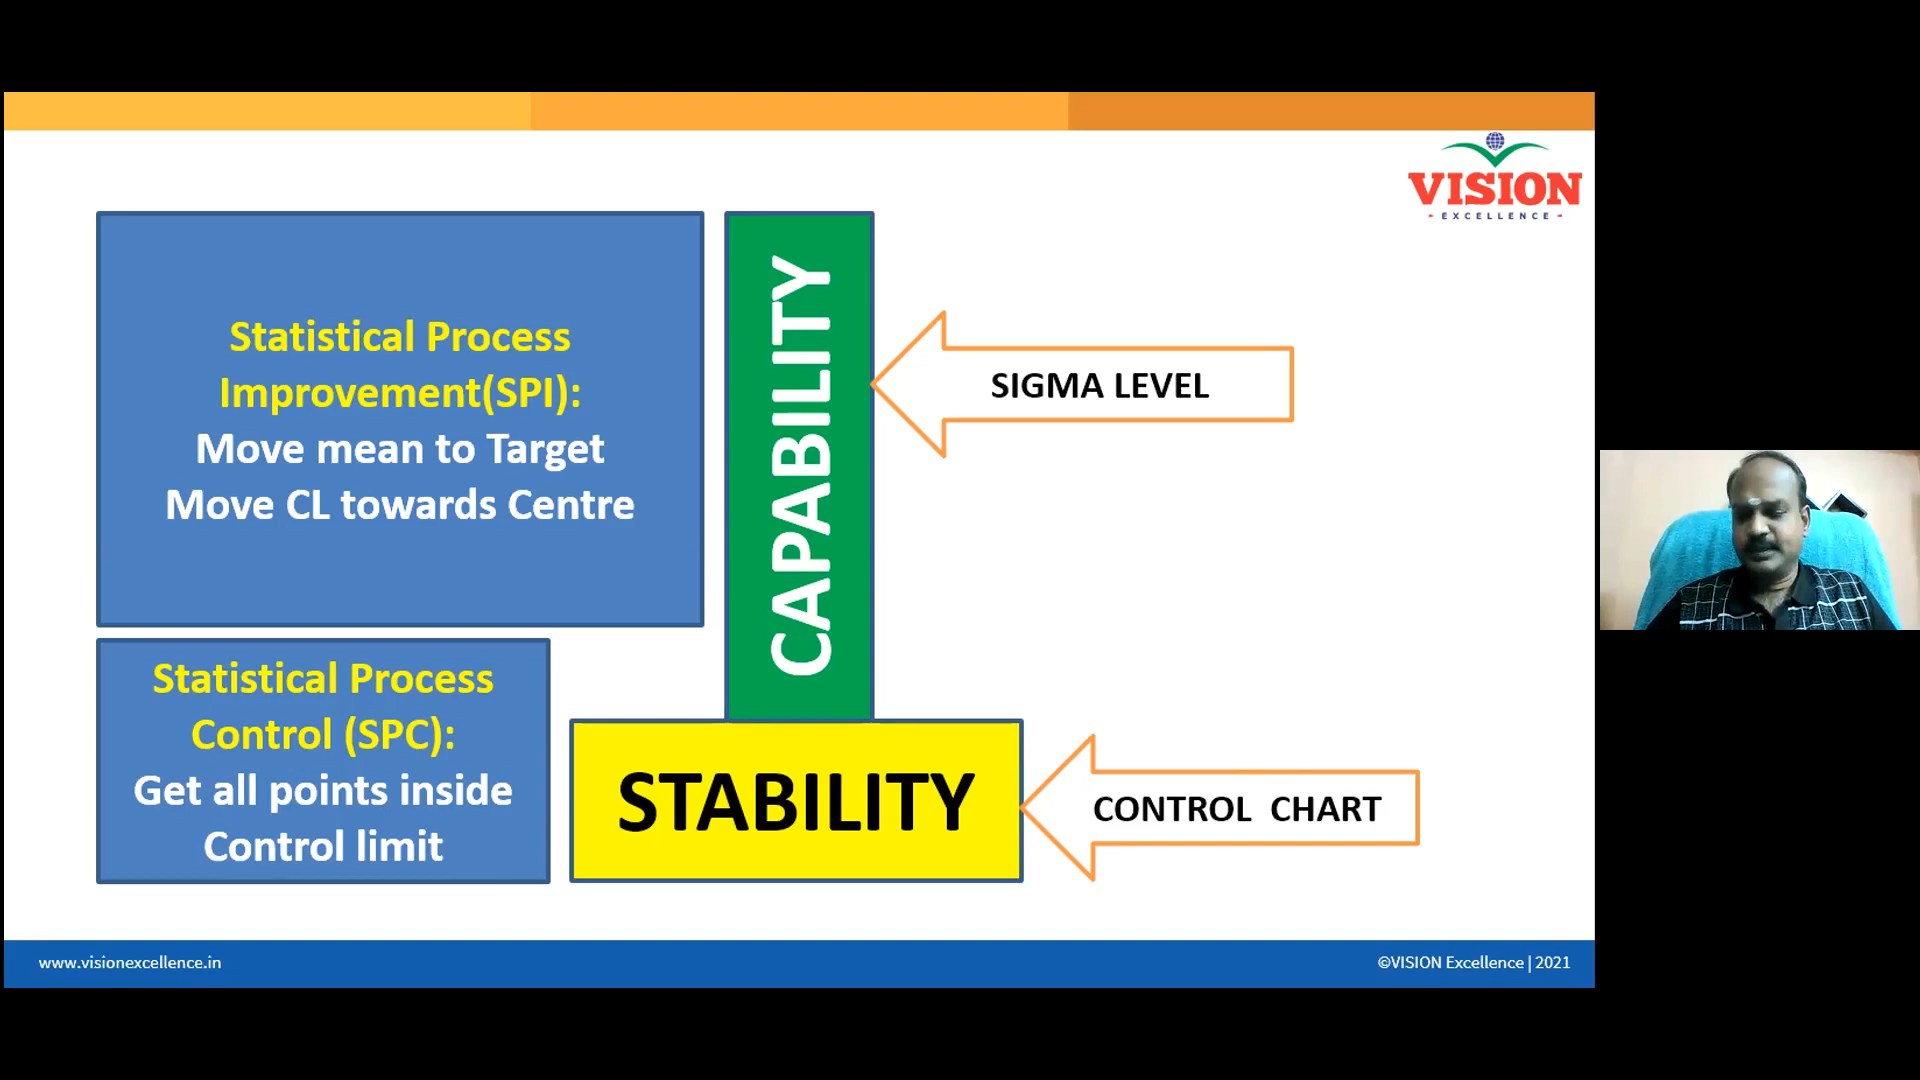 VISION
EXCELLENCE
Statistical Process
Improvement(SPI):
Move mean to Target
Move CL towards Centre
CAPABILITY
SIGMA LEVEL
Statistical Process
Control (SPC):
Get all points inside
Control limit
STABILITY
CONTROL CHART
www.visionexcellence.in
©VISION Excellence | 2021